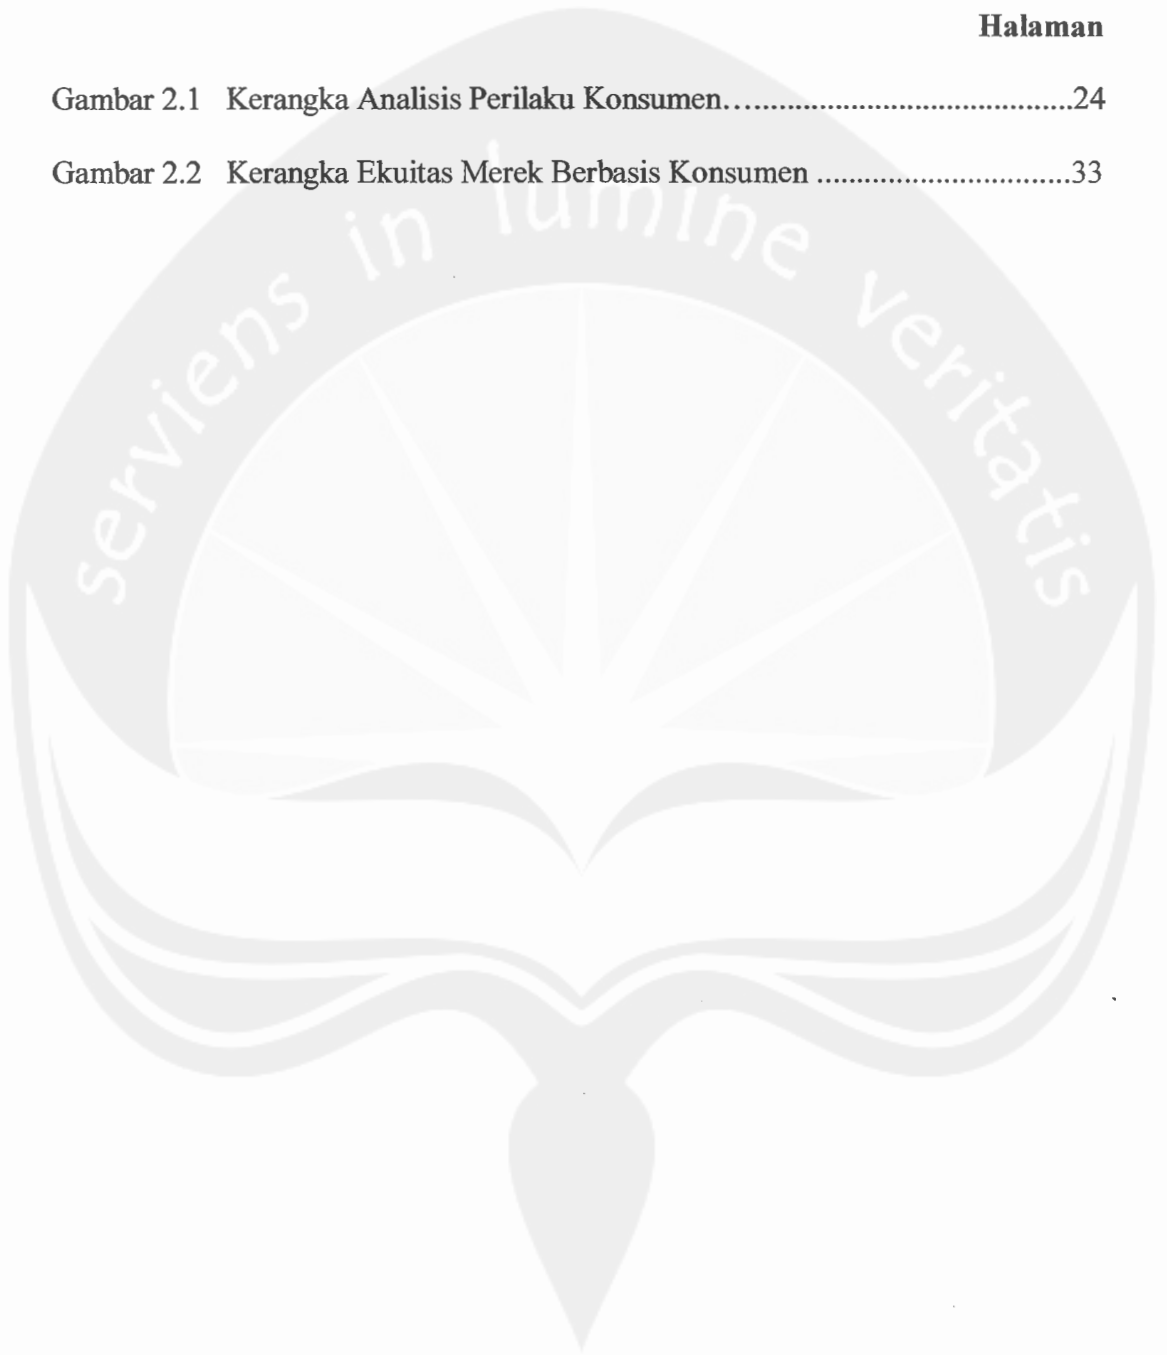 Halaman
Gambar 2.1 Kerangka Analisis Perilaku Konsumen.............................................24
Gambar 2.2 Kerangka Ekuitas Merek Berbasis Konsumen ................................33
serviens in lumine veritatis